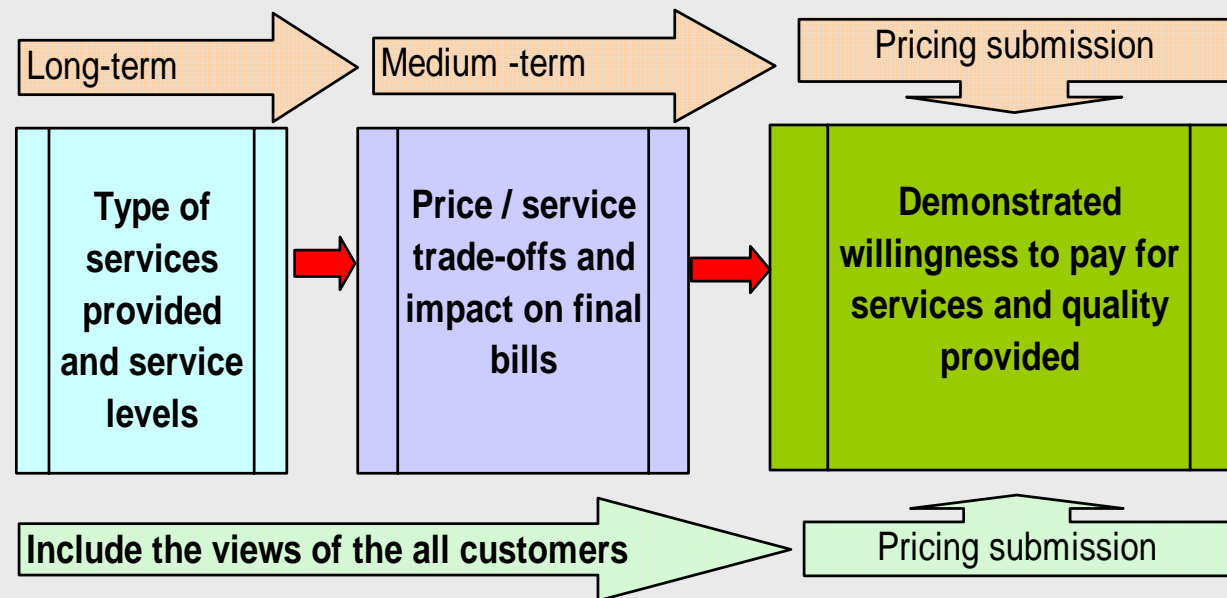 Long-term
Medium -term
Pricing submission
Type of
services
provided
and service
levels
Price / service
trade-offs and
impact on final
bills
Demonstrated
willingness to pay for
services and quality
provided
Include the views of the all customers
Pricing submission